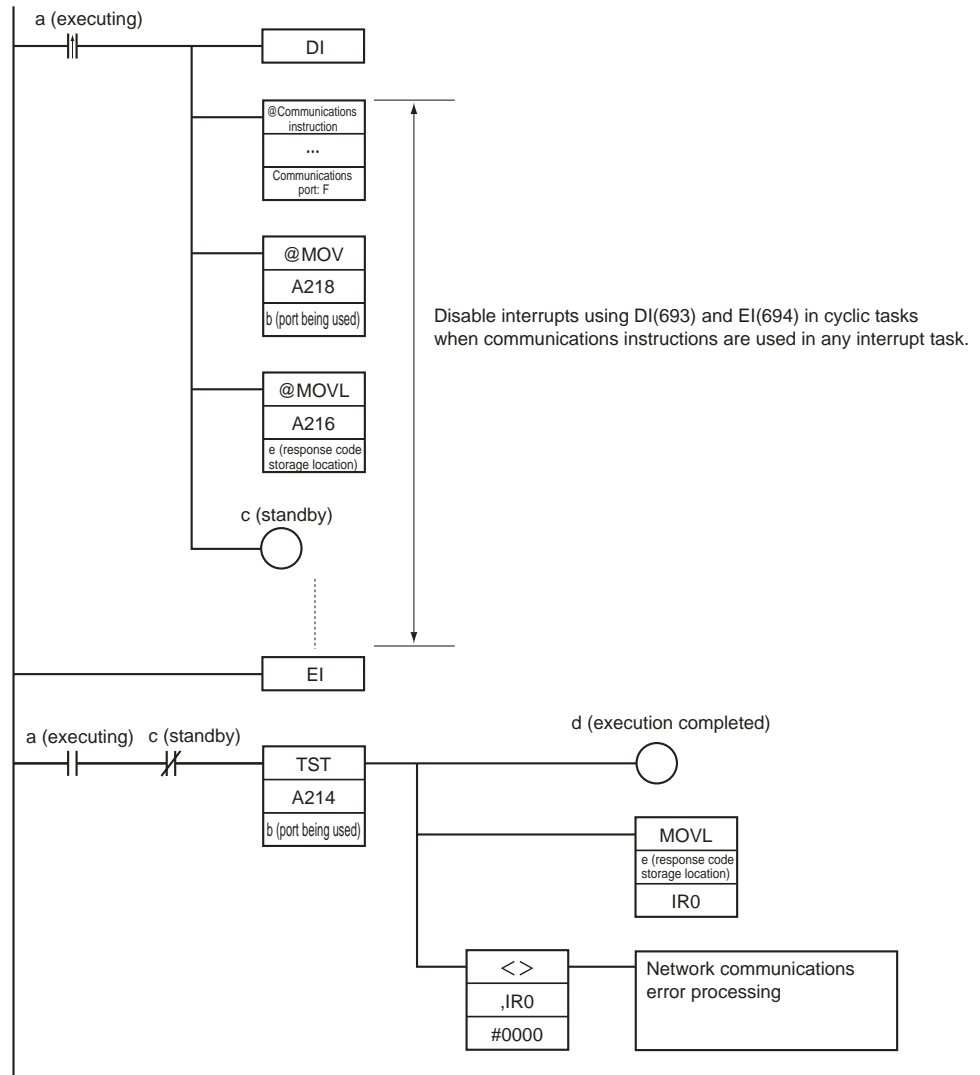 a (executing)
DI
@Communications
instruction
...
Communications
port: F
@MOV
A218
b (port being used)
Disable interrupts using DI(693) and EI(694) in cyclic tasks
when communications instructions are used in any interrupt task.
@MOVL
A216
e (response code
storage location)
c (standby)
EI
a (executing) c (standby)
d (execution completed)
TST
A214
b (port being used)
MOVL
e (response code
storage location)
IR0
<>
,IR0
#0000
Network communications
error processing